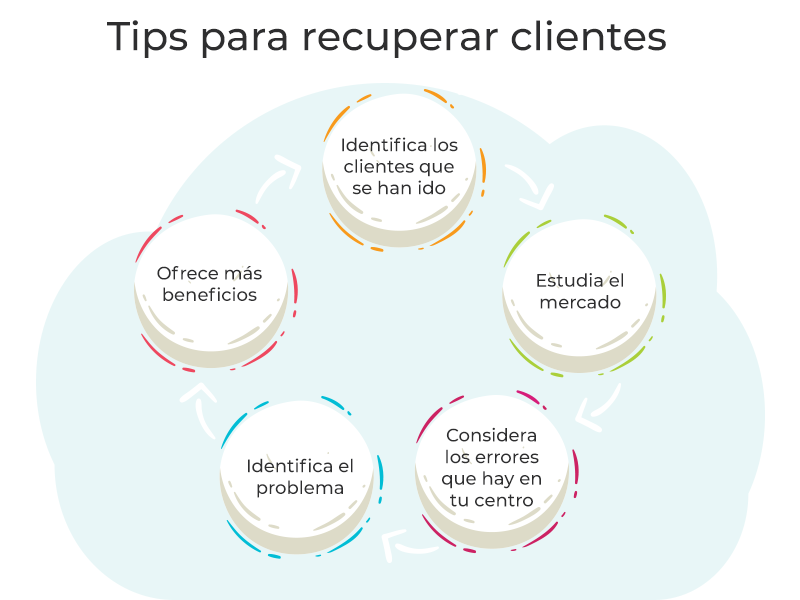 Tips para recuperar clientes
Identifica los
clientes que
se han ido
Estudia el
mercado
Considera
los errores
que hay en
tu centro
Identifica el
problema
Ofrece más
beneficios